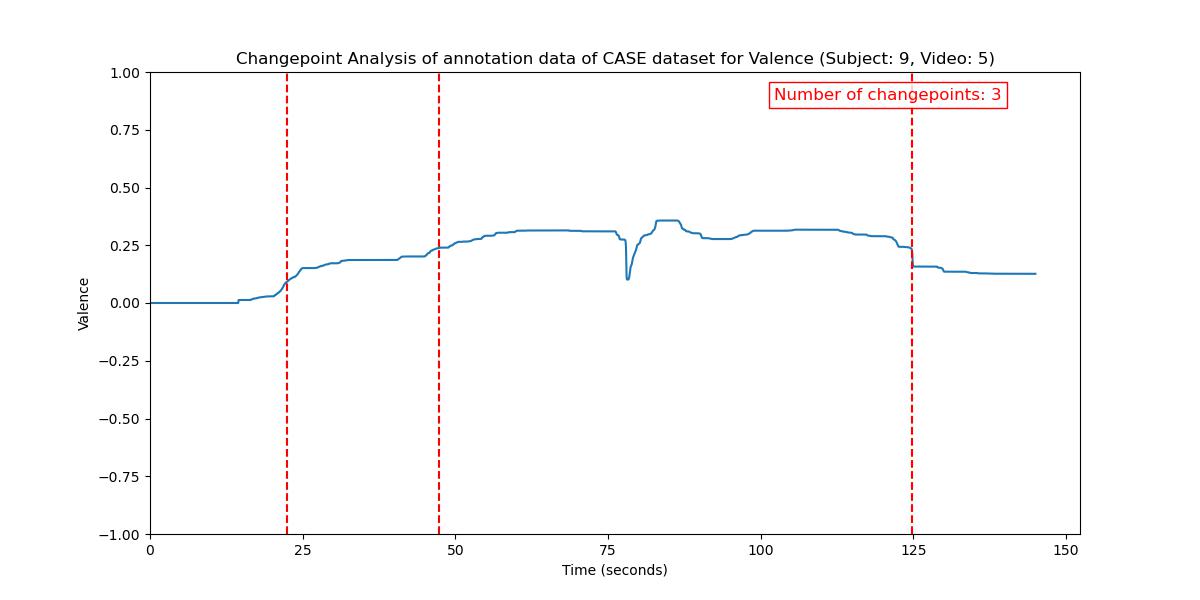 Changepoint Analysis of annotation data of CASE dataset for Valence (Subject: 9, Video: 5)
Number of changepoints: 3
1.00
0.75
0.50
0.25
0.00
−0.25
−0.50
−0.75
−1.00
Valence
0 25 50 75 100 125 150
Time (seconds)